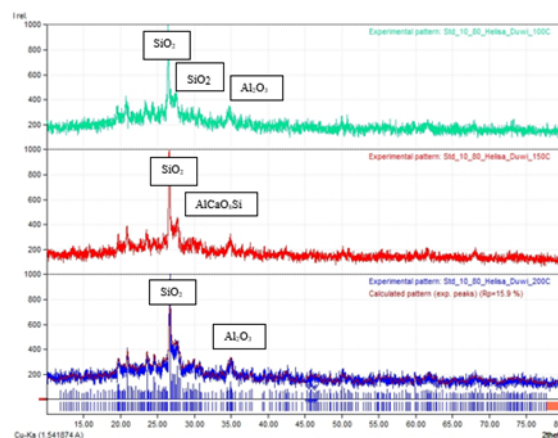 I rel.
Experimental pattern: Std_10_80_Helisa_Duwi_100C
1000
800
600
400
200
SiO₂
SiO2
Al₂O₃
Experimental pattern: Std_10_80_Helisa_Duwi_150C
1000
800
600
400
200
SiO₂
AlCaO₃Si
Experimental pattern: Std_10_80_Helisa_Duwi_200C
Calculated pattern (exp. peaks) (Rp=15.9 %)
1000
800
600
400
200
0
SiO₂
Al₂O₃
15.00 20.00 25.00 30.00 35.00 40.00 45.00 50.00 55.00 60.00 65.00 70.00 75.00
Cu-Ka (1.541874 A)